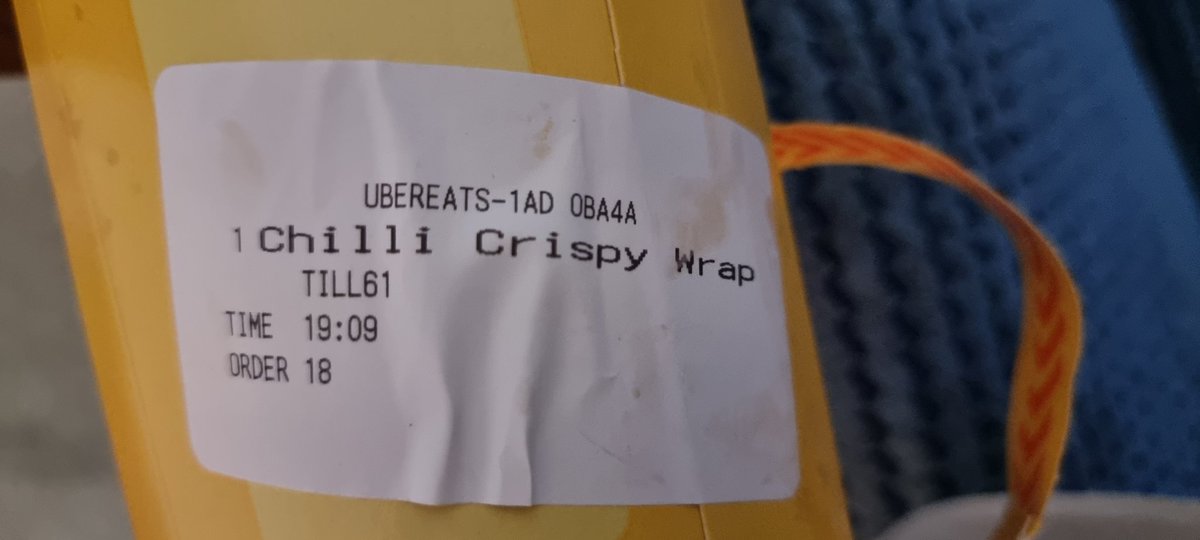 UBEREATS-1AD 0BA4A
1 Chilli Crispy Wrap
TILL61
TIME 19:09
ORDER 18